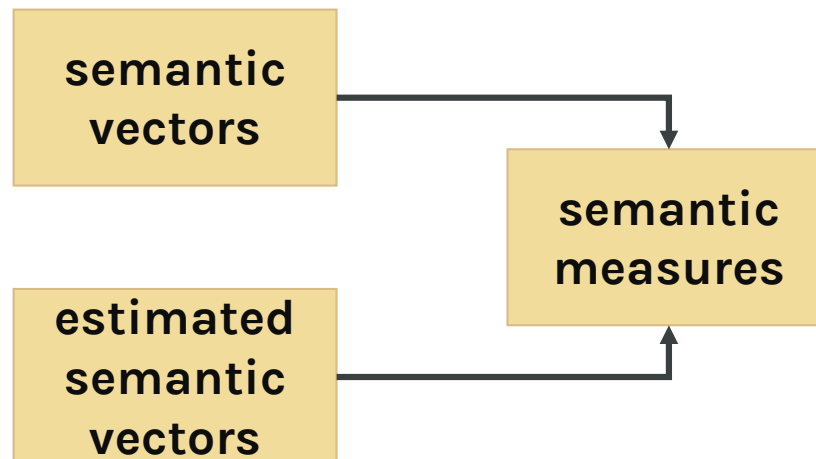 semantic
vectors
semantic
measures
estimated
semantic
vectors